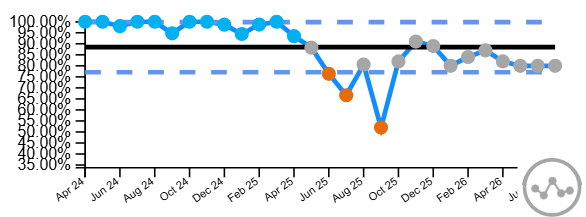 100.00%
95.00%
90.00%
85.00%
80.00%
75.00%
70.00%
65.00%
60.00%
55.00%
50.00%
45.00%
40.00%
35.00%
Apr 24
Jun 24
Aug 24
Oct 24
Dec 24
Feb 25
Apr 25
Jun 25
Aug 25
Oct 25
Dec 25
Feb 26
Apr 26